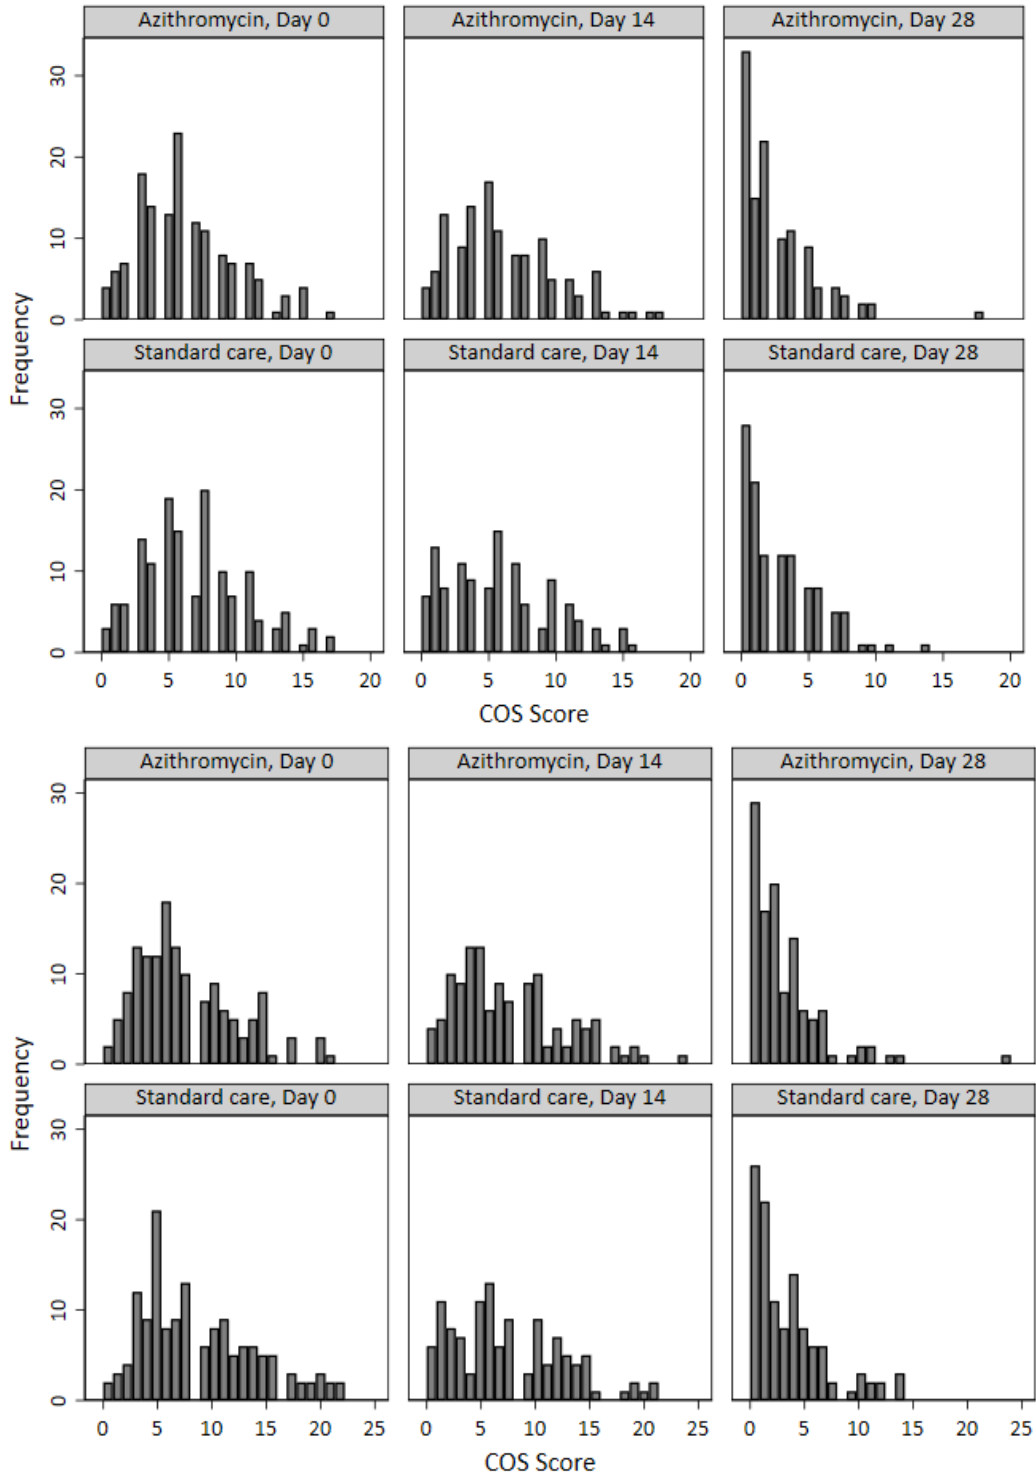 Azithromycin, Day 0 Azithromycin, Day 14 Azithromycin, Day 28
30
20
10
0
Standard care, Day 0 Standard care, Day 14 Standard care, Day 28
Frequency
30
20
10
0
0 5 10 15 20 0 5 10 15 20 0 5 10 15 20
COS Score
Azithromycin, Day 0 Azithromycin, Day 14 Azithromycin, Day 28
30
20
10
0
Standard care, Day 0 Standard care, Day 14 Standard care, Day 28
Frequency
30
20
10
0
0 5 10 15 20 25 0 5 10 15 20 25 0 5 10 15 20 25
COS Score